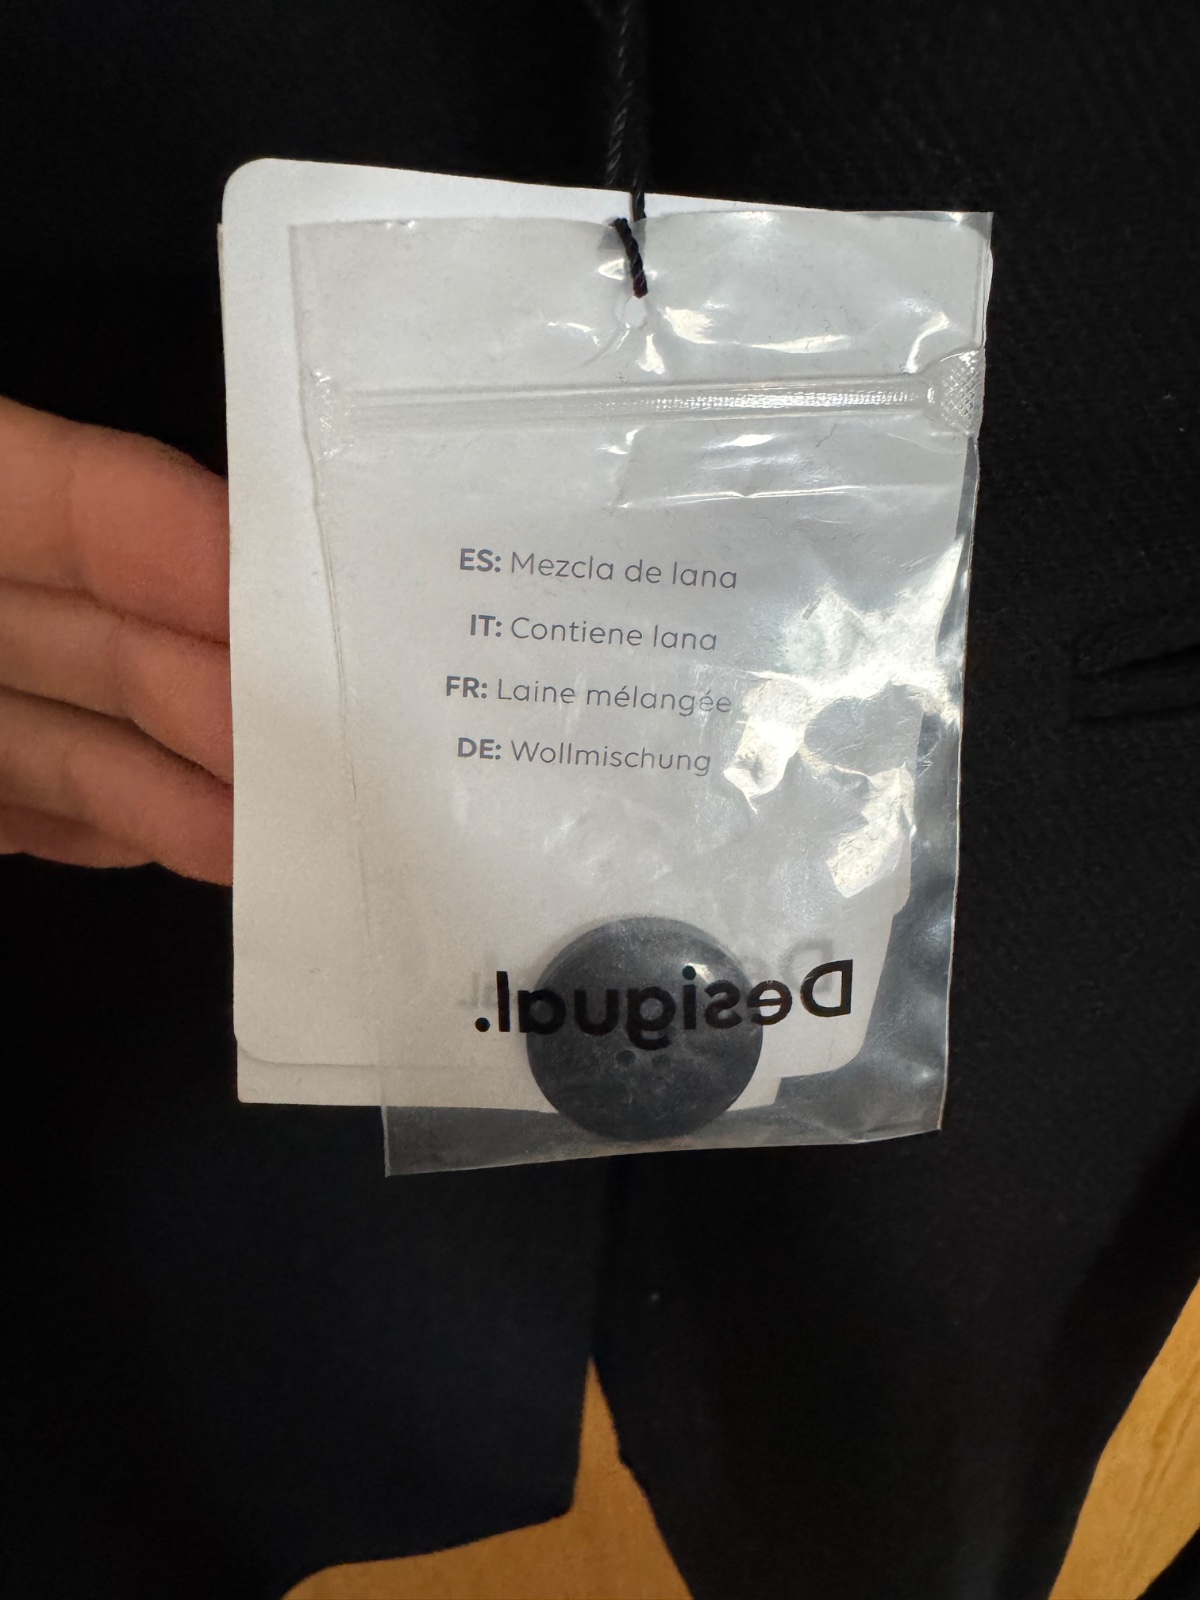 ES: Mezcla de lana
IT: Contiene lana
FR: Laine mélangée
DE: Wollmischung
Desigual.